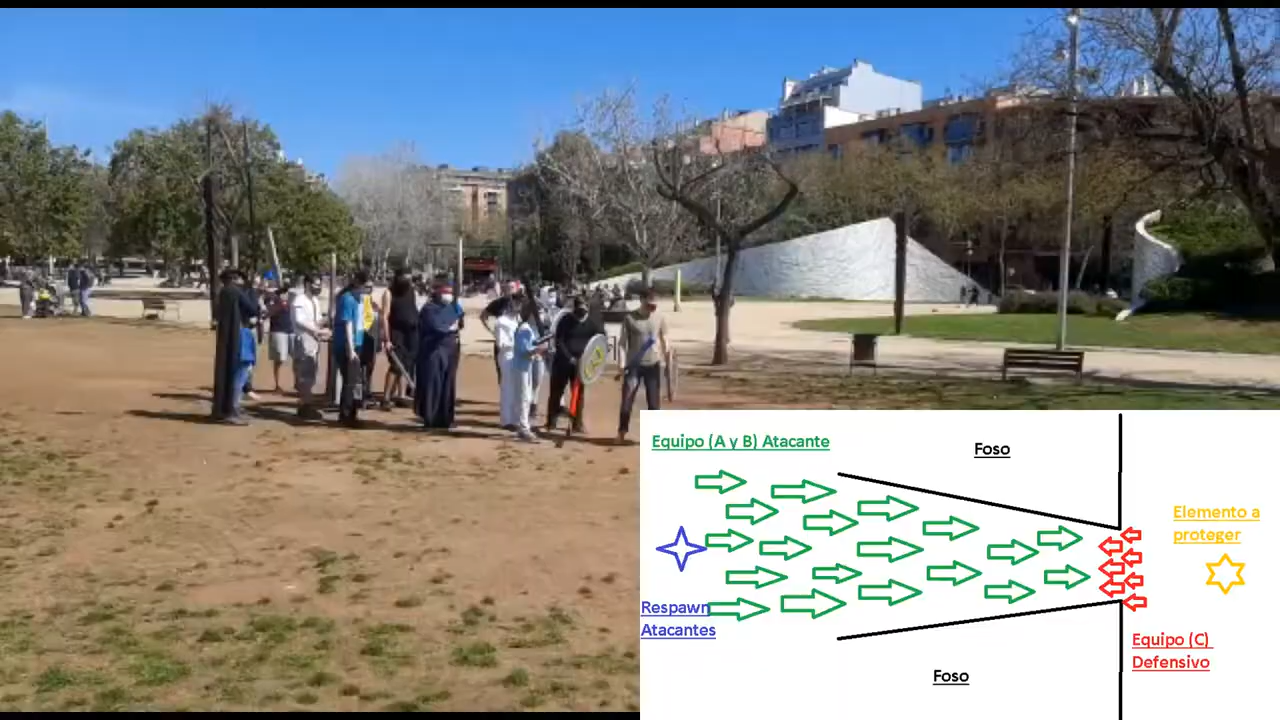 Equipo (A y B) Atacante
Foso
Elemento a
proteger
Respawn
Atacantes
Equipo (C)
Defensivo
Foso